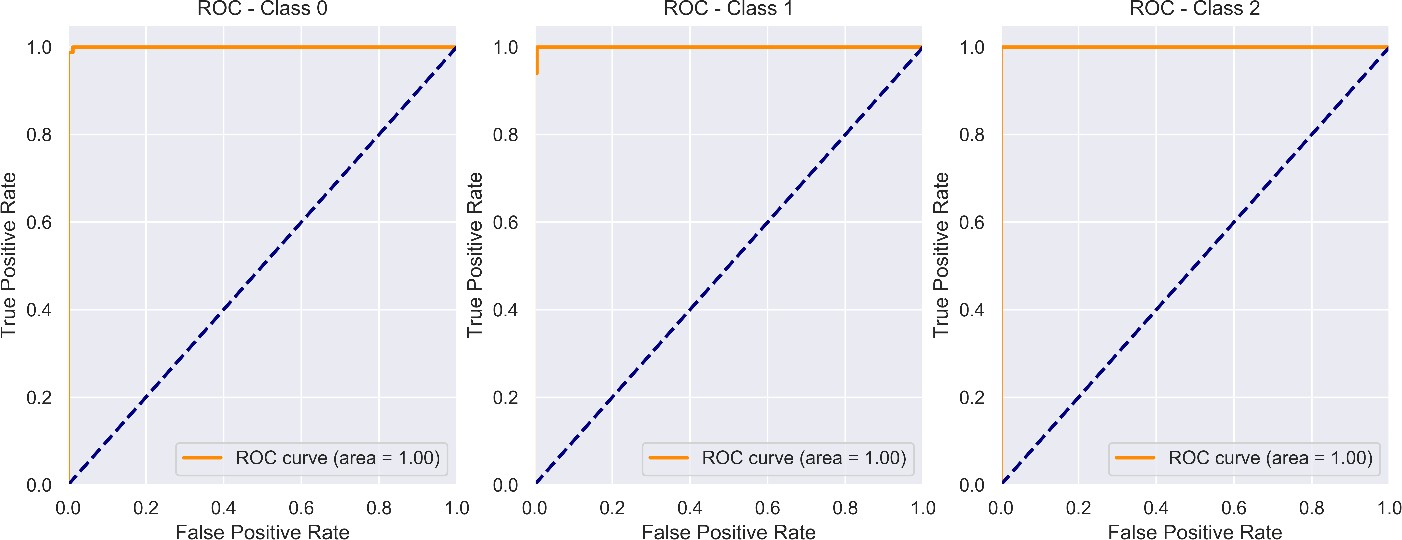 ROC - Class 0
1.0
0.8
0.6
0.4
0.2
0.0
True Positive Rate
ROC curve (area = 1.00)
0.0 0.2 0.4 0.6 0.8 1.0
False Positive Rate
ROC - Class 1
1.0
0.8
0.6
0.4
0.2
0.0
True Positive Rate
ROC curve (area = 1.00)
0.0 0.2 0.4 0.6 0.8 1.0
False Positive Rate
ROC - Class 2
1.0
0.8
0.6
0.4
0.2
0.0
True Positive Rate
ROC curve (area = 1.00)
0.0 0.2 0.4 0.6 0.8 1.0
False Positive Rate